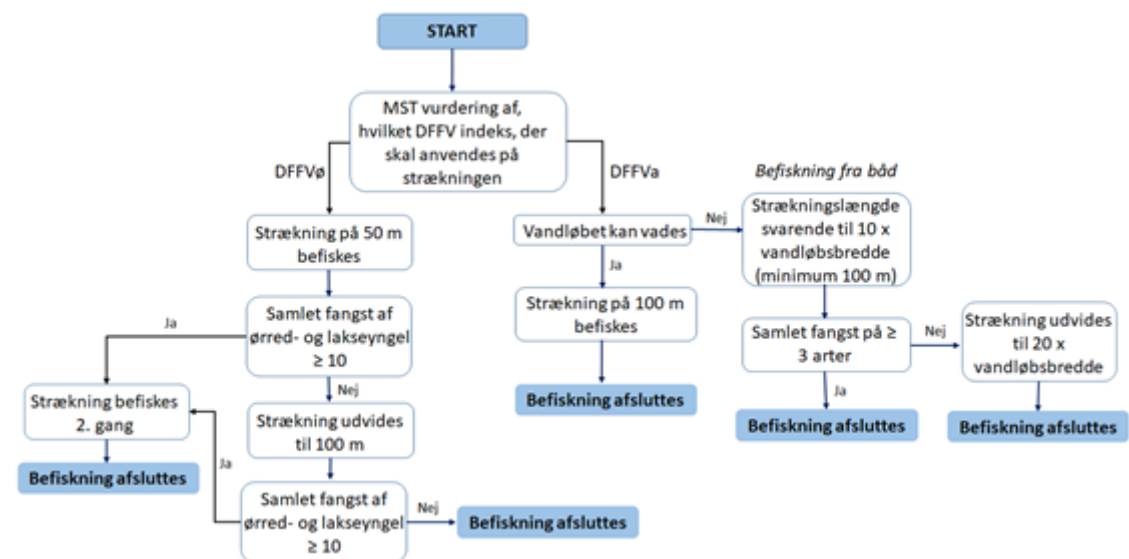 START
MST vurdering af,
hvilket DFFV indeks, der
skal anvendes på
strækningen
DFFVø
DFFVa
Strækning på 50 m
befiskes
Samlet fangst af
ørred- og lakseyngel
≥ 10
Ja
Nej
Strækning befiskes
2. gang
Befiskning afsluttes
Strækning udvides
til 100 m
Ja
Samlet fangst af
ørred- og lakseyngel
≥ 10
Nej
Befiskning afsluttes
Vandløbet kan vades
Nej
Ja
Strækning på 100 m
befiskes
Befiskning afsluttes
Befiskning fra båd
Strækningslængde
svarende til 10 x
vandløbsbredde
(minimum 100 m)
Samlet fangst på ≥
3 arter
Nej
Ja
Befiskning afsluttes
Strækning udvides
til 20 x
vandløbsbredde
Befiskning afsluttes